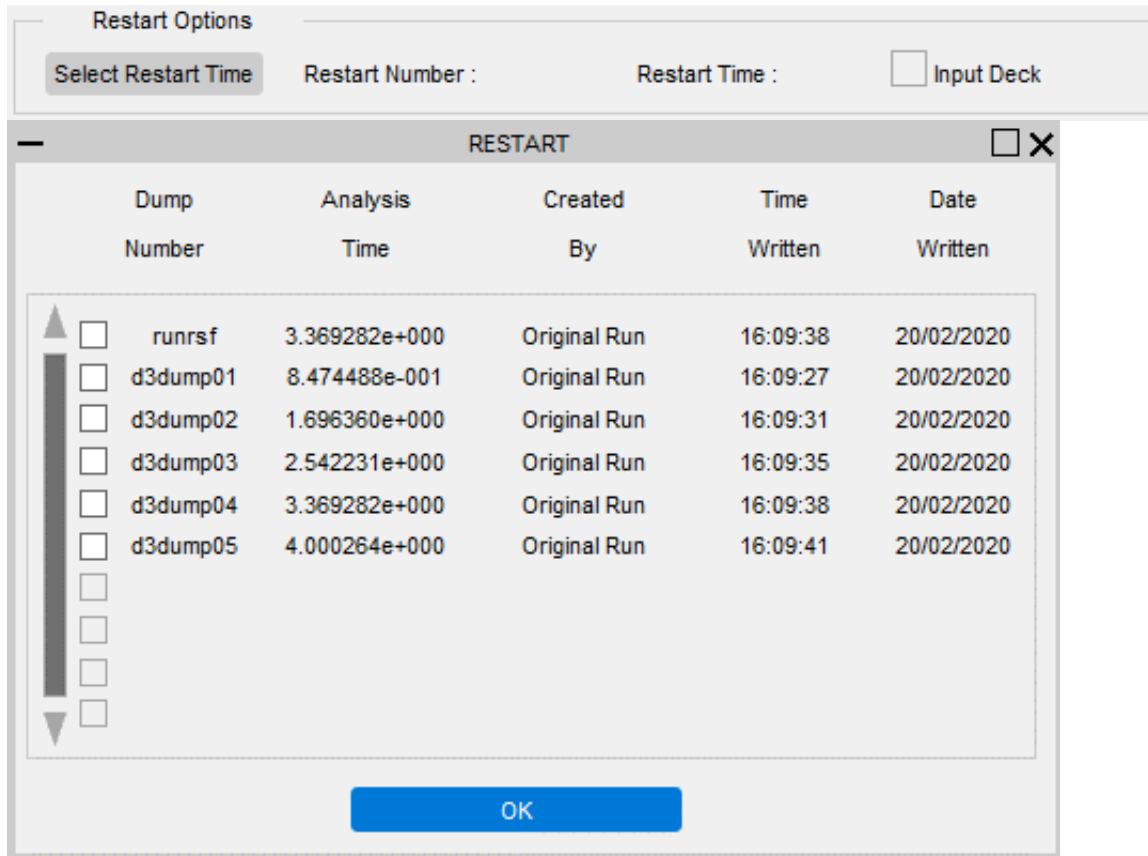 Restart Options
Select Restart Time Restart Number : Restart Time : Input Deck
RESTART
Dump Analysis Created Time Date
Number Time By Written Written
runrsf 3.369282e+000 Original Run 16:09:38 20/02/2020
d3dump01 8.474488e-001 Original Run 16:09:27 20/02/2020
d3dump02 1.696360e+000 Original Run 16:09:31 20/02/2020
d3dump03 2.542231e+000 Original Run 16:09:35 20/02/2020
d3dump04 3.369282e+000 Original Run 16:09:38 20/02/2020
d3dump05 4.000264e+000 Original Run 16:09:41 20/02/2020
OK